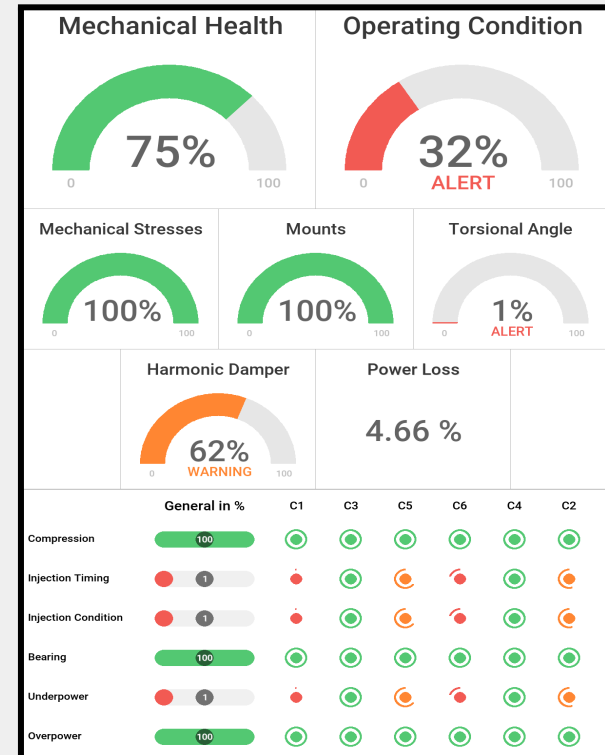 Mechanical Health
Operating Condition
75%
0
100
32%
ALERT
0
100
Mechanical Stresses
Mounts
Torsional Angle
100%
0
100
100%
0
100
1%
ALERT
0
100
Harmonic Damper
Power Loss
62%
WARNING
0
100
4.66 %
General in % C1 C3 C5 C6 C4 C2
Compression 100
Injection Timing 1
Injection Condition 1
Bearing 100
Underpower 1
Overpower 100